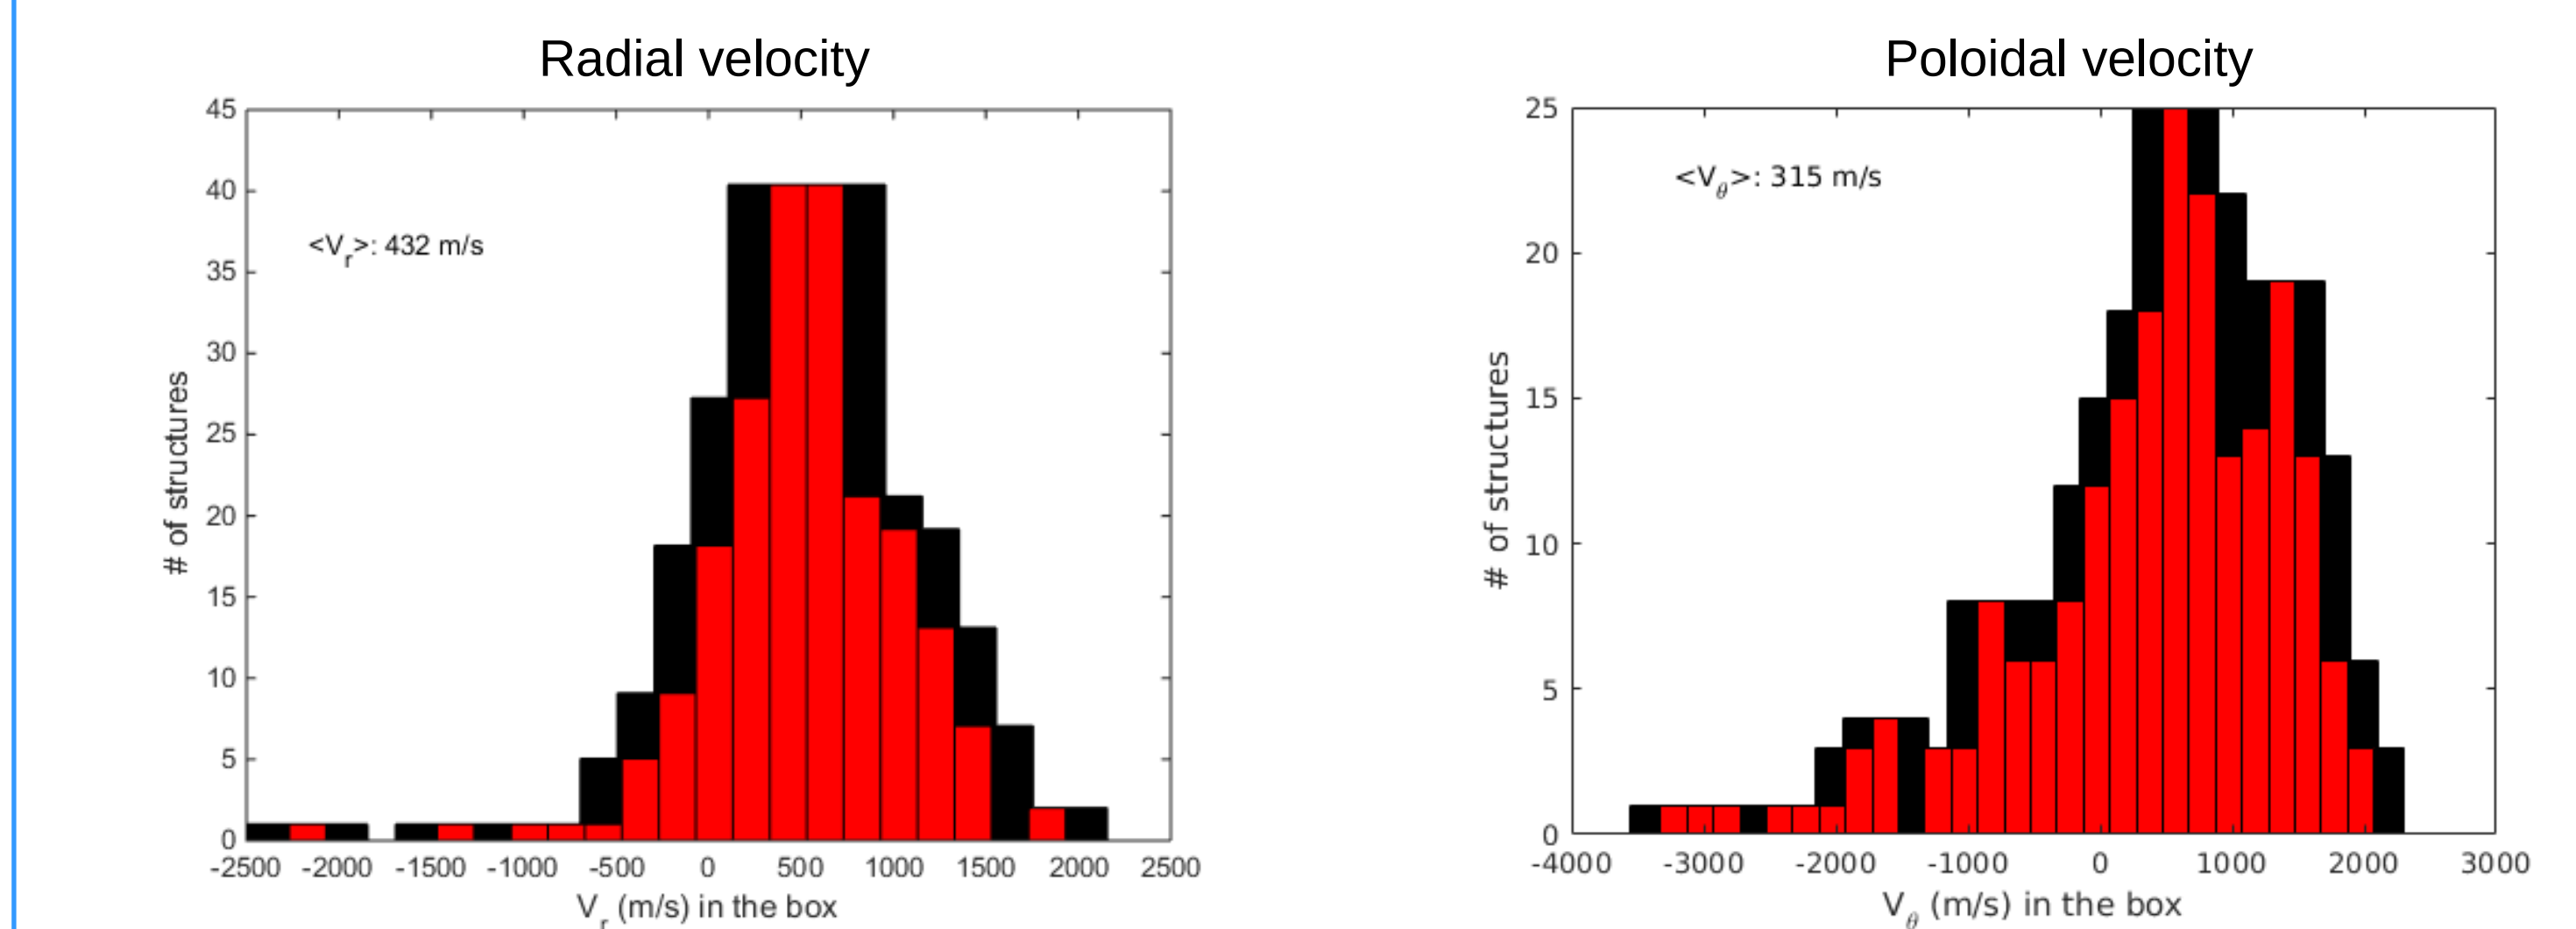 Radial velocity
45
40
35
30
25
20
15
10
5
0
<Vr>: 432 m/s
# of structures
-2500 -2000 -1500 -1000 -500 0 500 1000 1500 2000 2500
Vr (m/s) in the box
Poloidal velocity
25
20
15
10
5
0
<Vθ>: 315 m/s
# of structures
-4000 -3000 -2000 -1000 0 1000 2000 3000
Vθ (m/s) in the box